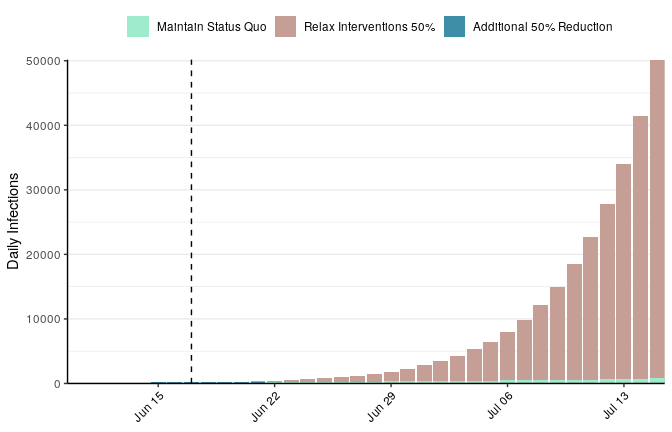 Maintain Status Quo Relax Interventions 50% Additional 50% Reduction
Daily Infections
50000
40000
30000
20000
10000
0
Jun 15 Jun 22 Jun 29 Jul 06 Jul 13